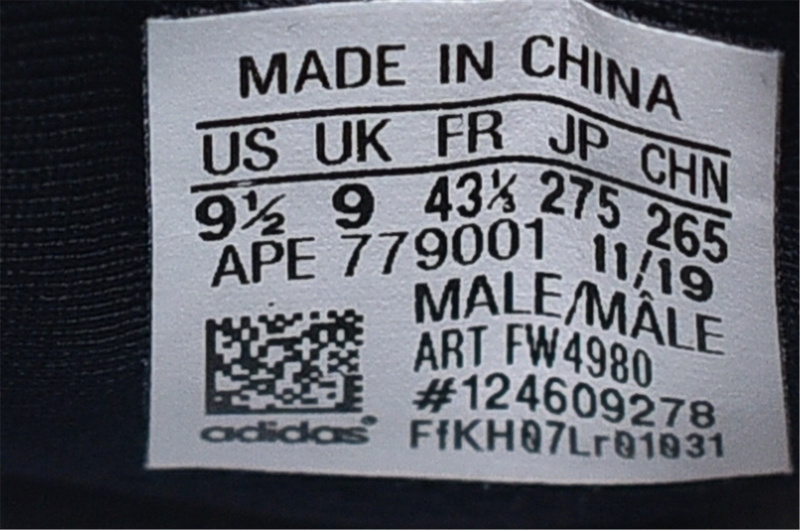 MADE IN CHINA
US UK FR JP CHN
9½ 9 43⅓ 275 265
APE 779001 11/19
MALE/MÂLE
ART FW4980
#124609278
adidas®
FfKH07Lr01031